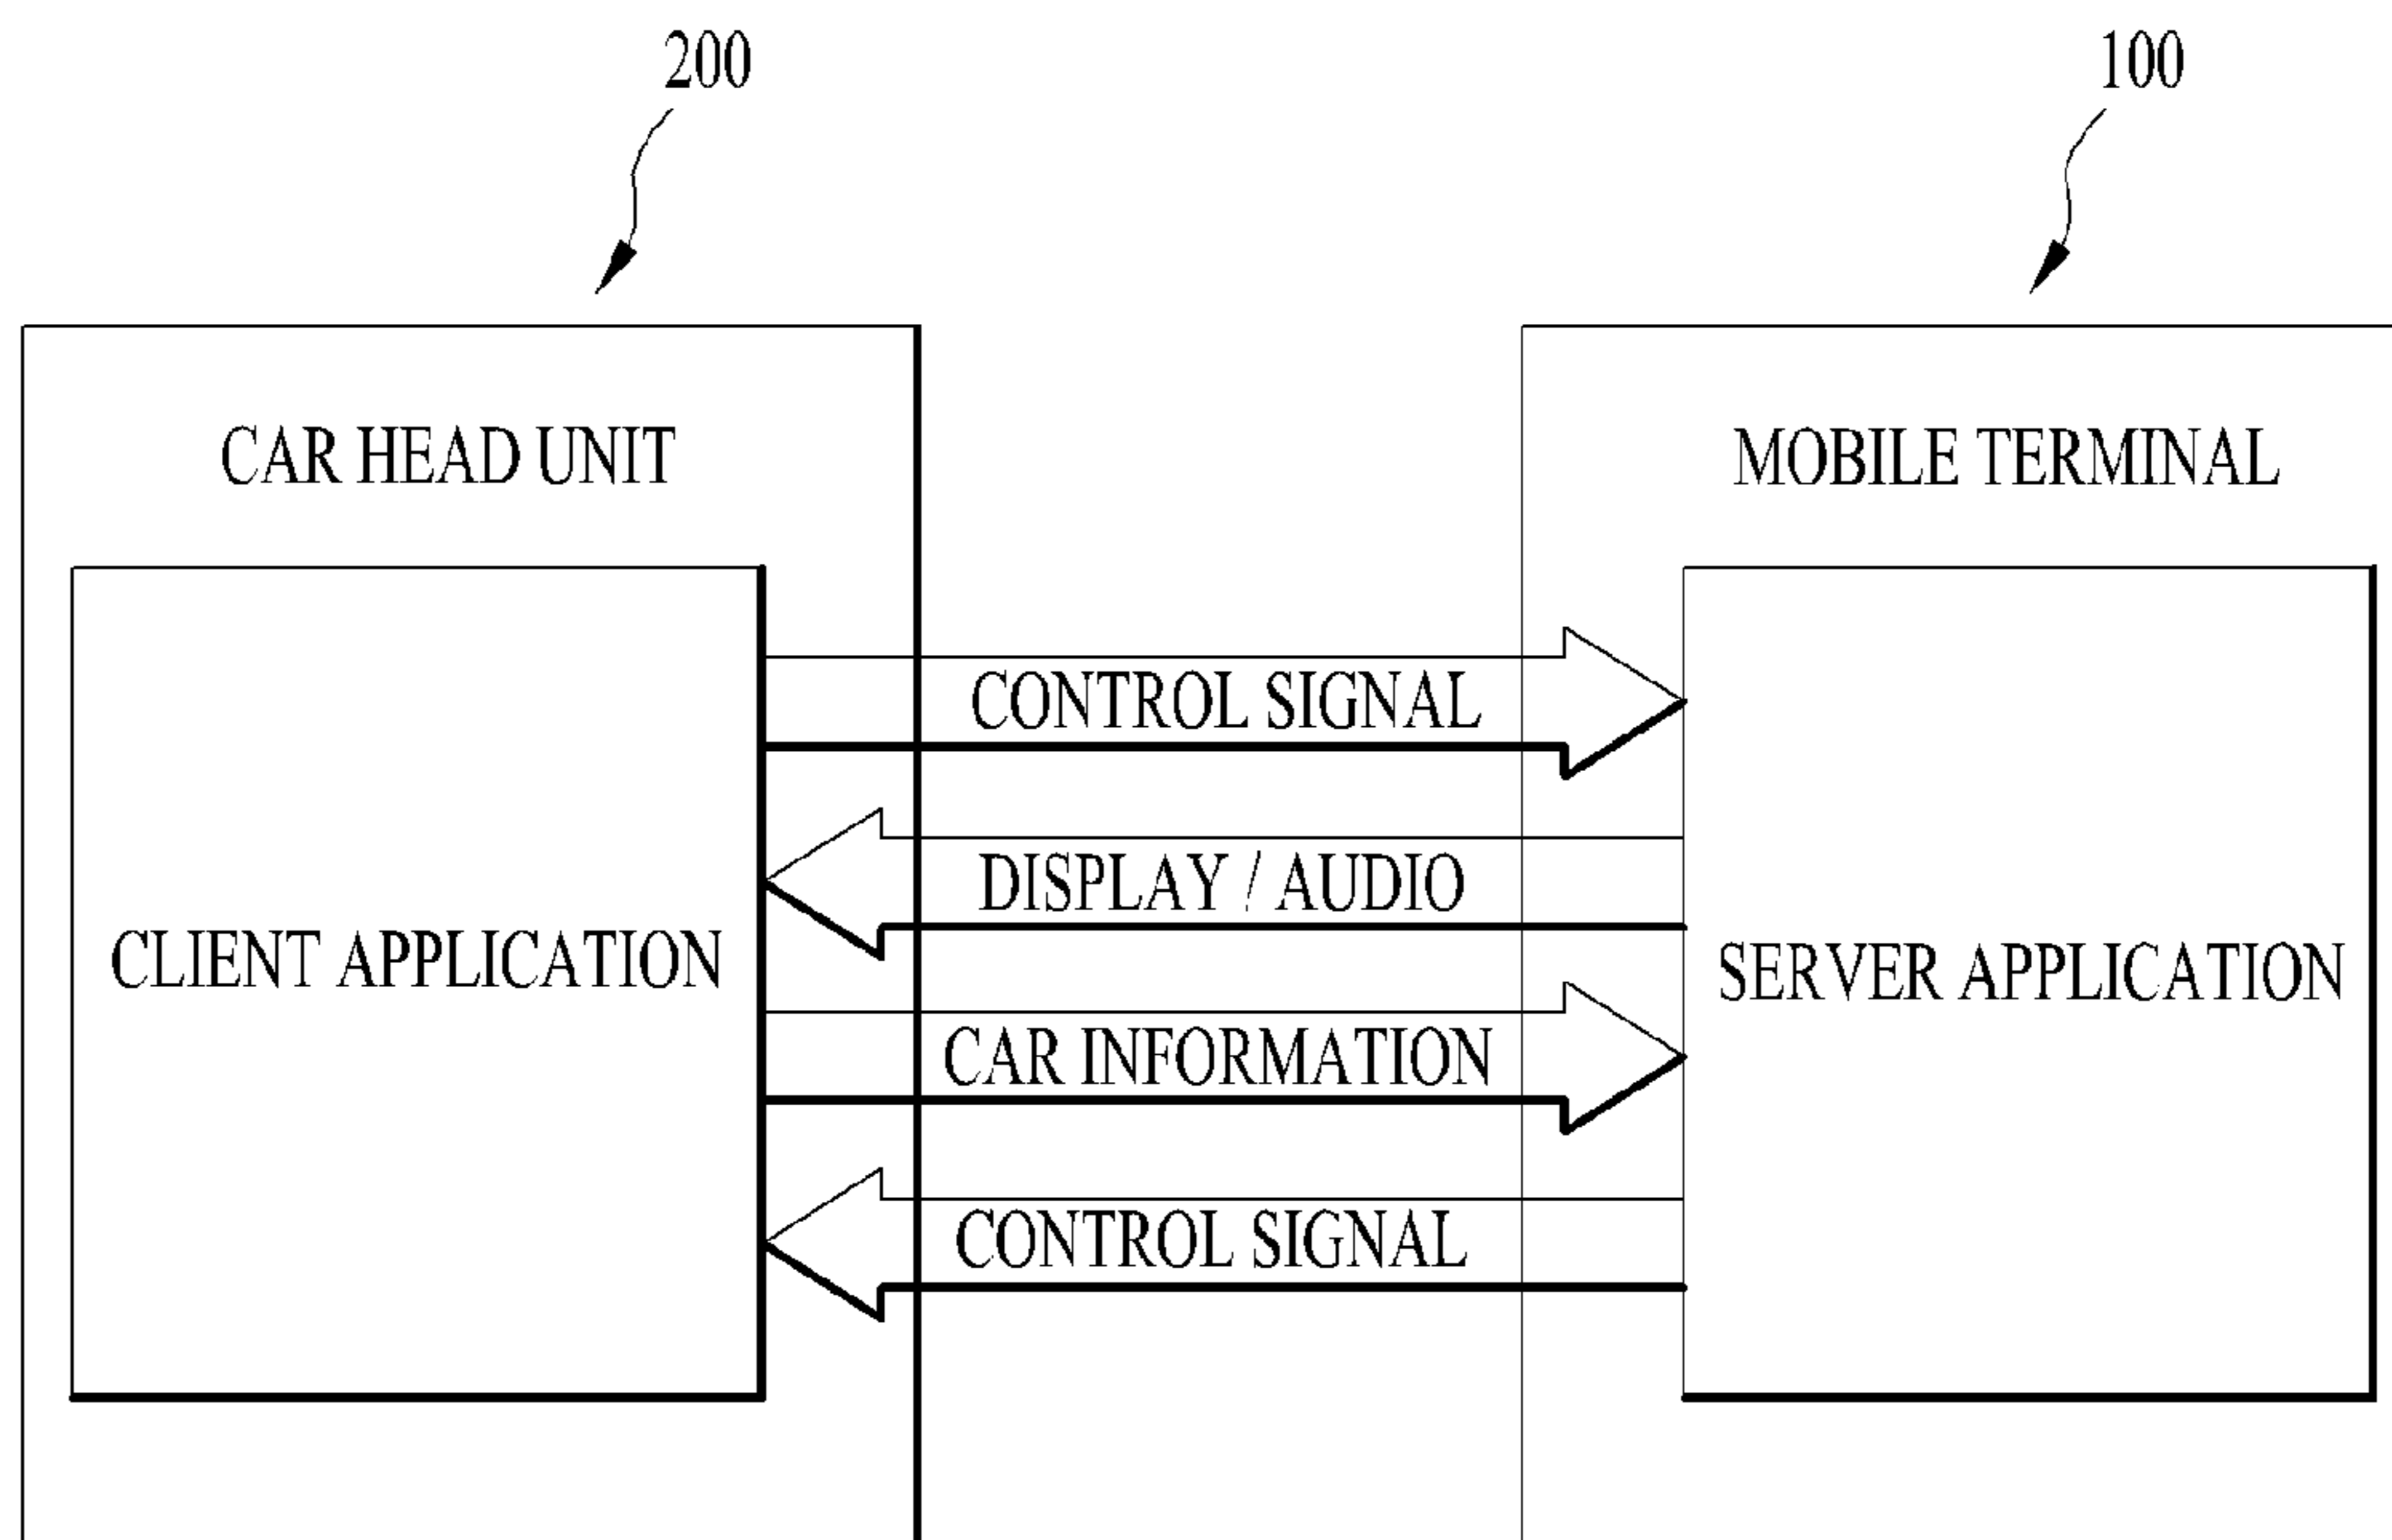 200
100
CAR HEAD UNIT
MOBILE TERMINAL
CONTROL SIGNAL
DISPLAY / AUDIO
CLIENT APPLICATION
SERVER APPLICATION
CAR INFORMATION
CONTROL SIGNAL